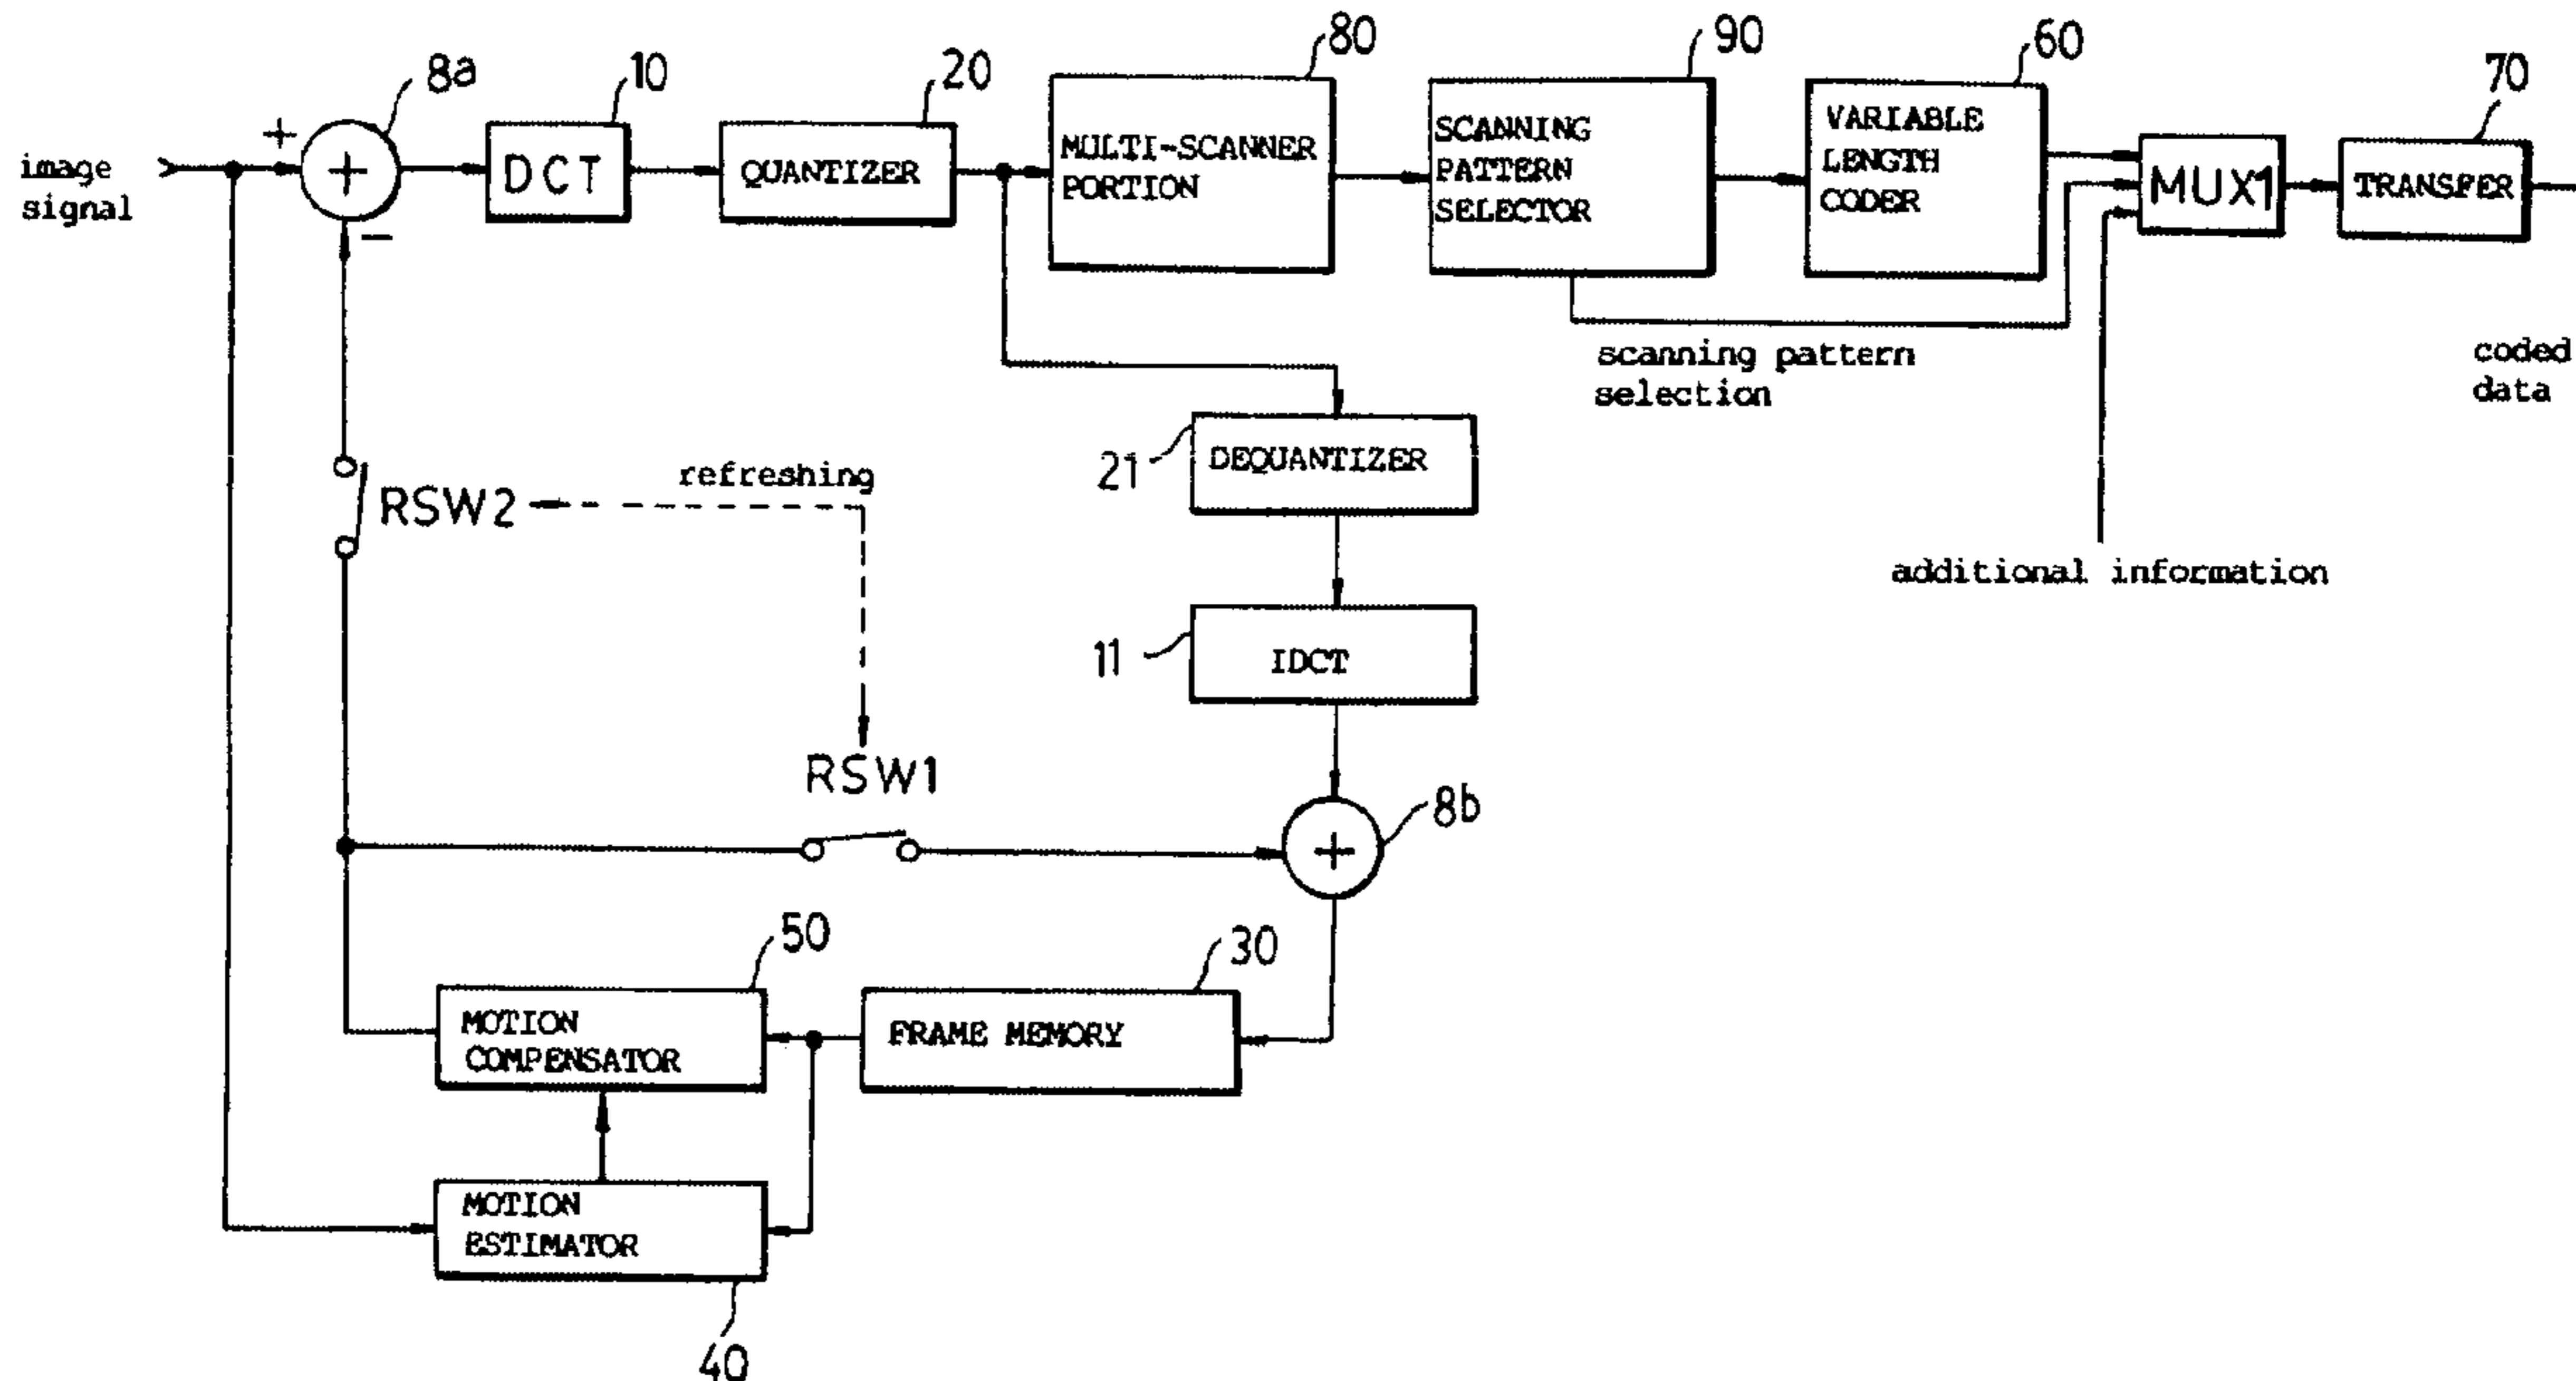 8a
10
20
80
90
60
70
image
signal
+
+
−
DCT
QUANTIZER
MULTI-SCANNER
PORTION
SCANNING
PATTERN
SELECTOR
VARIABLE
LENGTH
CODER
MUX1
TRANSFER
scanning pattern
selection
coded
data
21
DEQUANTIZER
refreshing
RSW2
additional information
11
IDCT
RSW1
8b
+
50
30
MOTION
COMPENSATOR
FRAME MEMORY
MOTION
ESTIMATOR
40